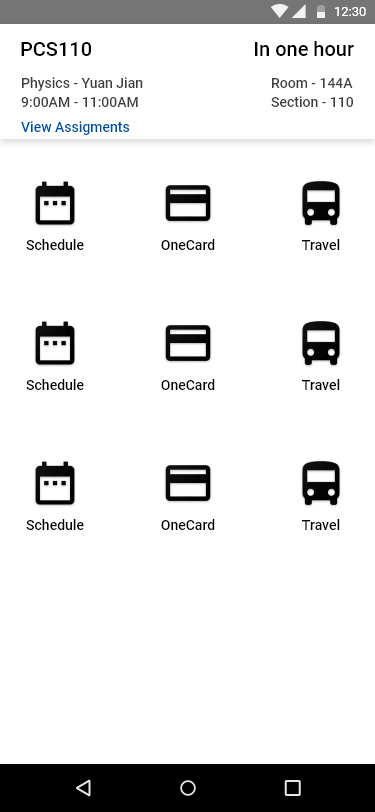 12:30
PCS110 In one hour
Physics - Yuan Jian Room - 144A
9:00AM - 11:00AM Section - 110
View Assigments
Schedule OneCard Travel
Schedule OneCard Travel
Schedule OneCard Travel